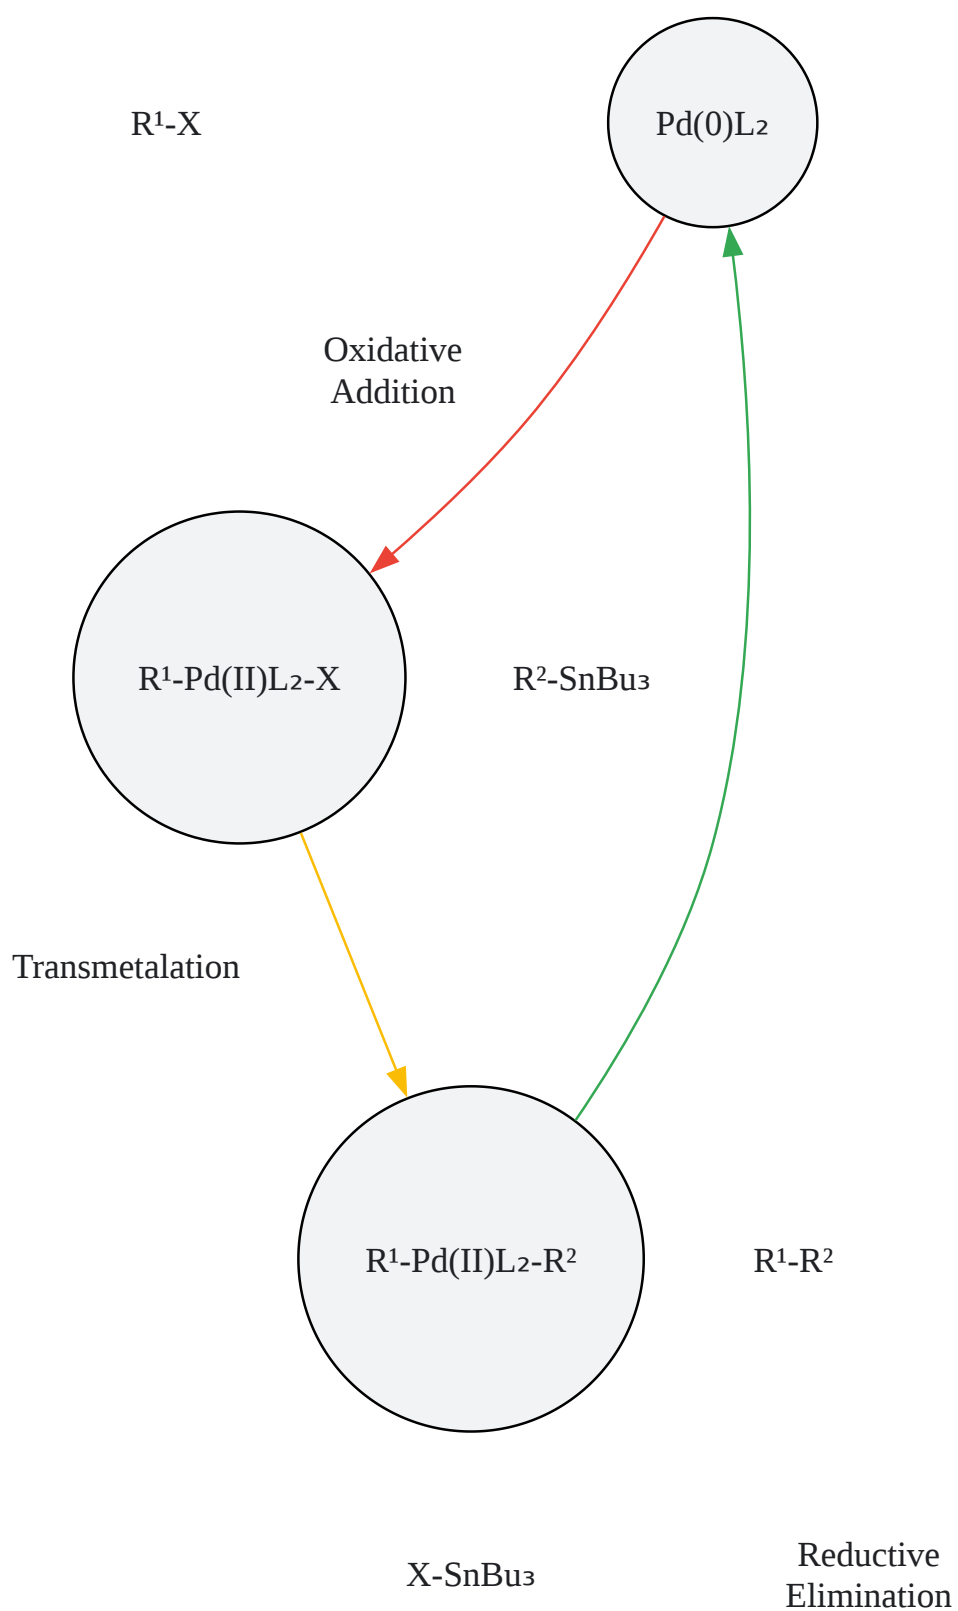 R¹-X
Pd(0)L₂
Oxidative
Addition
R¹-Pd(II)L₂-X
R²-SnBu₃
Transmetalation
R¹-Pd(II)L₂-R²
R¹-R²
X-SnBu₃
Reductive
Elimination